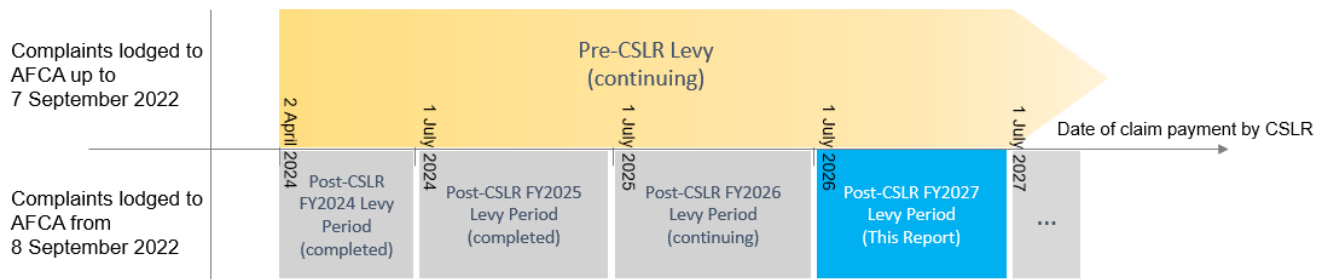 Complaints lodged to
AFCA up to
7 September 2022
Pre-CSLR Levy
(continuing)
2 April 2024
1 July 2024
1 July 2025
1 July 2026
1 July 2027
Date of claim payment by CSLR
Complaints lodged to
AFCA from
8 September 2022
Post-CSLR
FY2024 Levy
Period
(completed)
Post-CSLR FY2025
Levy Period
(completed)
Post-CSLR FY2026
Levy Period
(continuing)
Post-CSLR FY2027
Levy Period
(This Report)
...